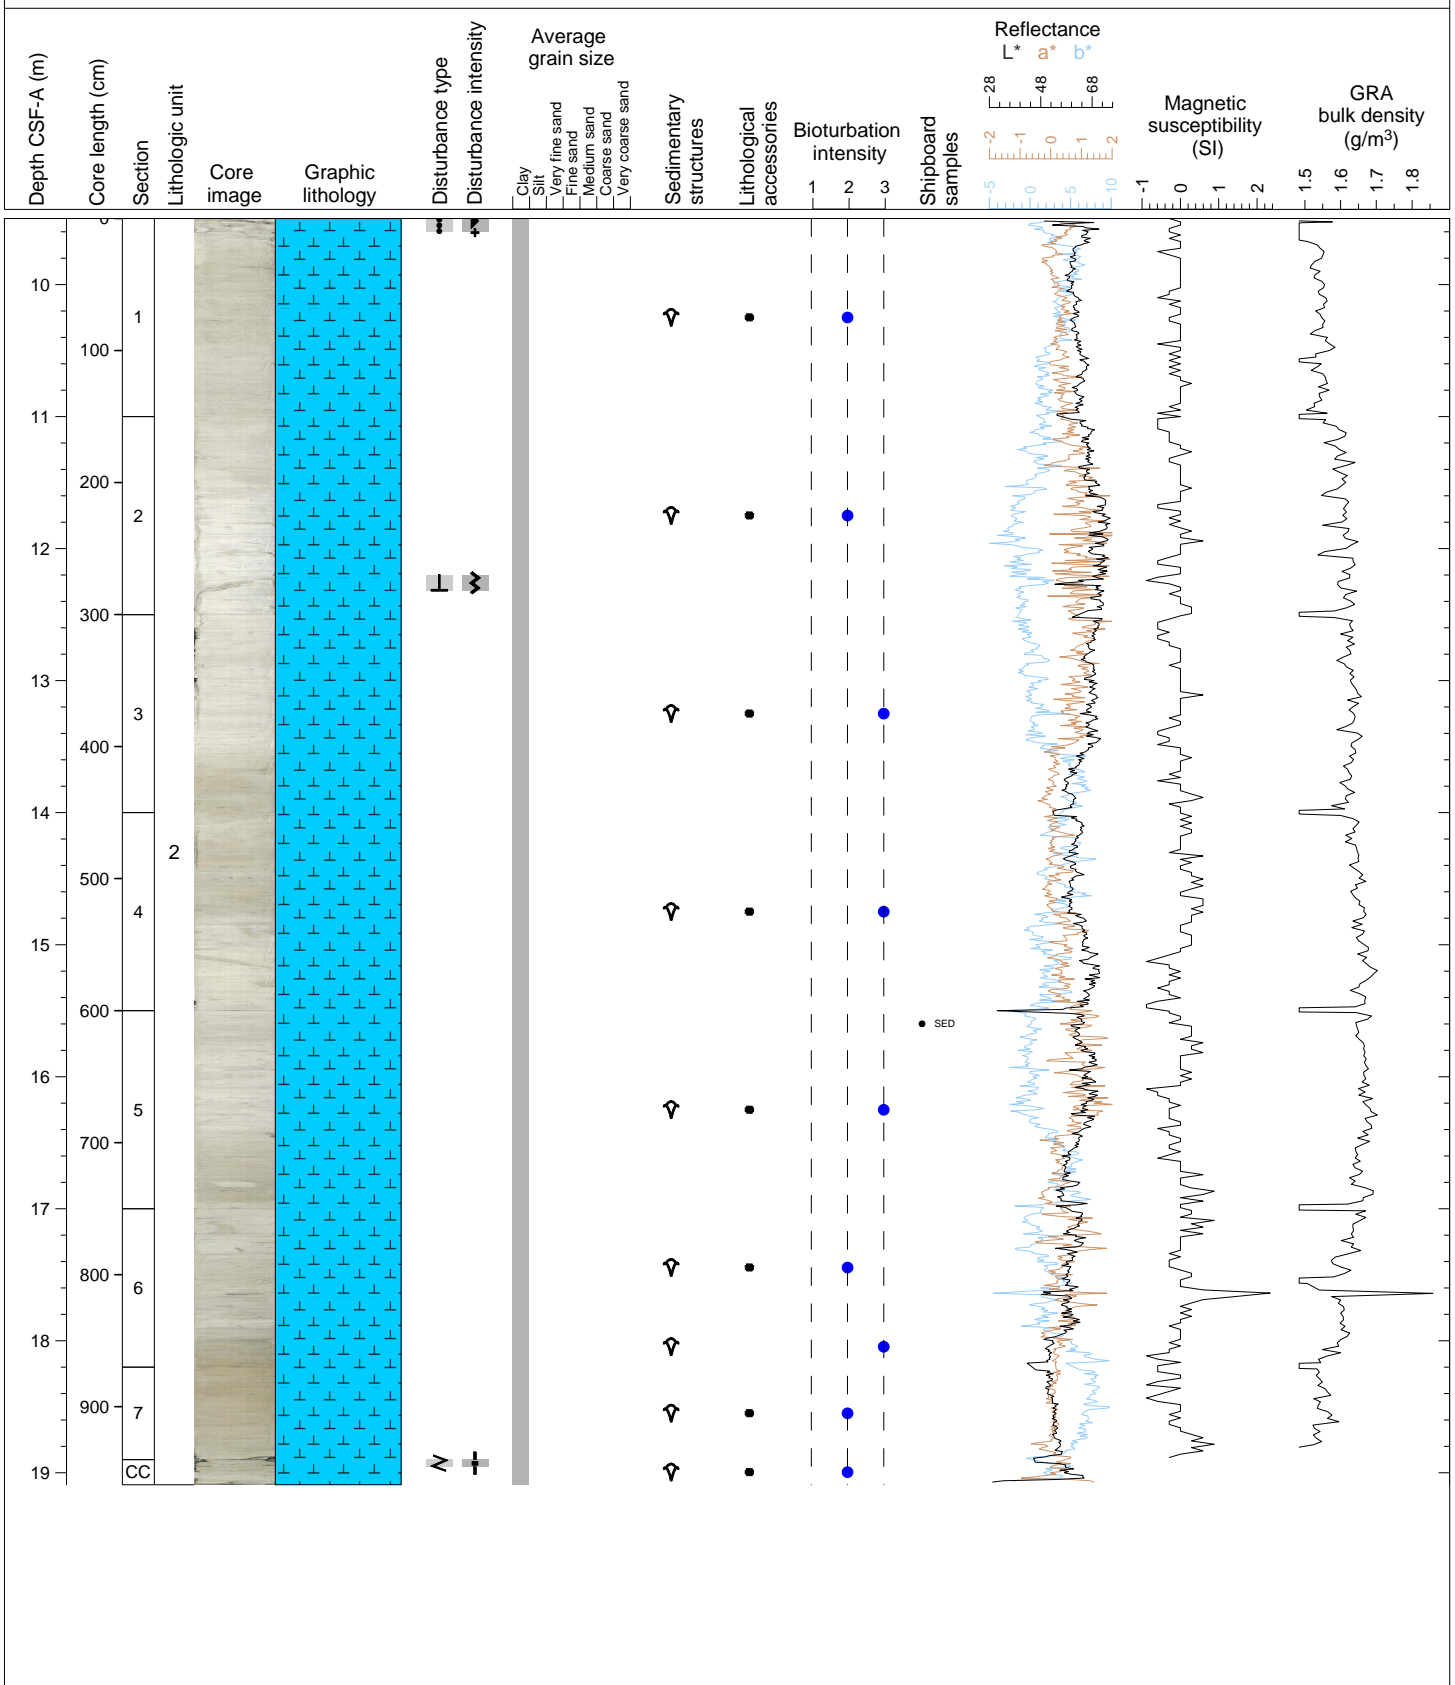 Depth CSF-A (m)
Core length (cm)
Section
Lithologic unit
Core
image
Graphic
lithology
Disturbance type
Disturbance intensity
Average
grain size
Clay
Silt
Very fine sand
Fine sand
Medium sand
Coarse sand
Very coarse sand
Sedimentary
structures
Lithological
accessories
Bioturbation
intensity
1 2 3
Shipboard
samples
Reflectance
L* a* b*
28 48 68
-2 -1 0 1 2
-5 0 5 10
Magnetic
susceptibility
(SI)
-1 0 1 2
GRA
bulk density
(g/m3)
1.5 1.6 1.7 1.8
0
10
1
100
11
200
2
12
300
13
3
400
14
2
500
4
15
600
SED
16
5
700
17
800
6
18
900
7
CC
19